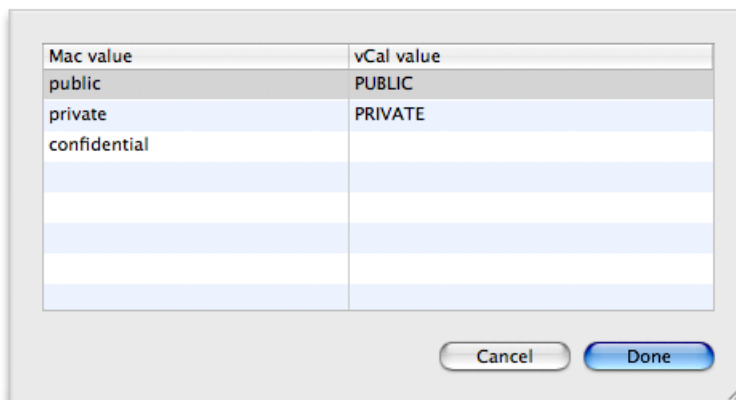 Mac value vCal value
public PUBLIC
private PRIVATE
confidential
Cancel Done